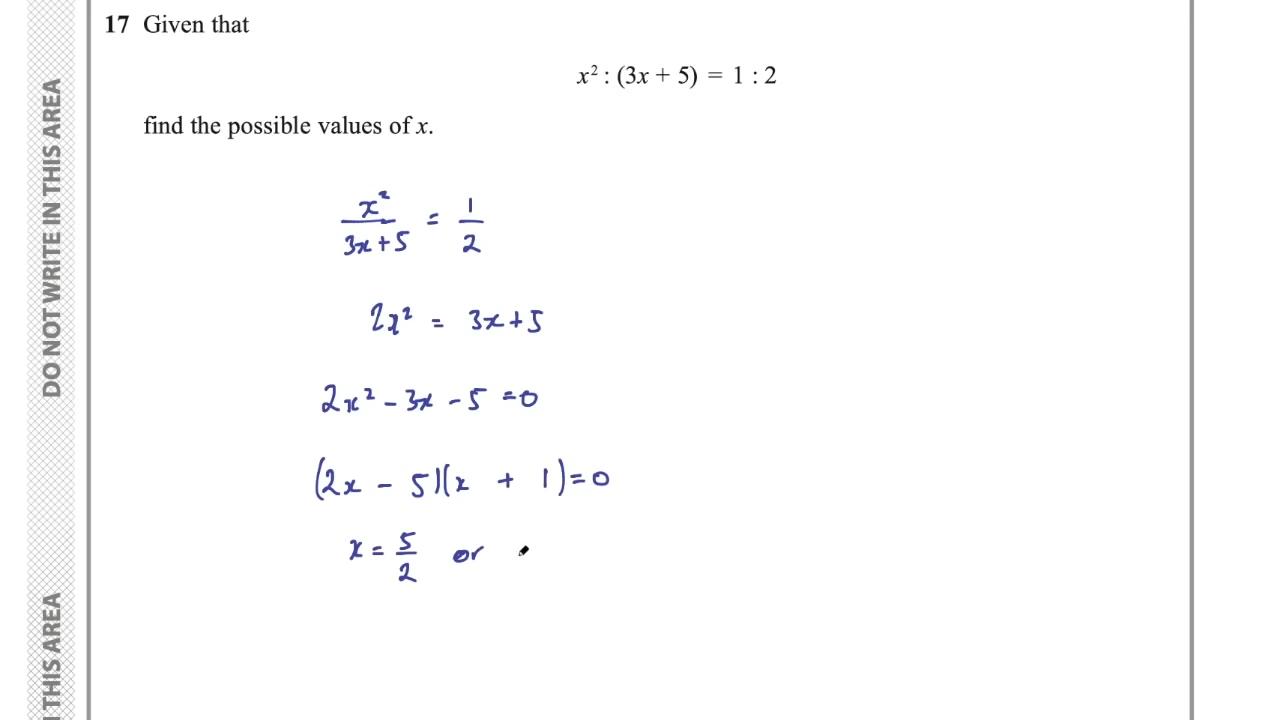 17 Given that
x² : (3x + 5) = 1 : 2
find the possible values of x.
x²/(3x+5) = 1/2
2x² = 3x+5
2x² - 3x - 5 = 0
(2x - 5)(x + 1) = 0
x = 5/2 or
DO NOT WRITE IN THIS AREA
THIS AREA